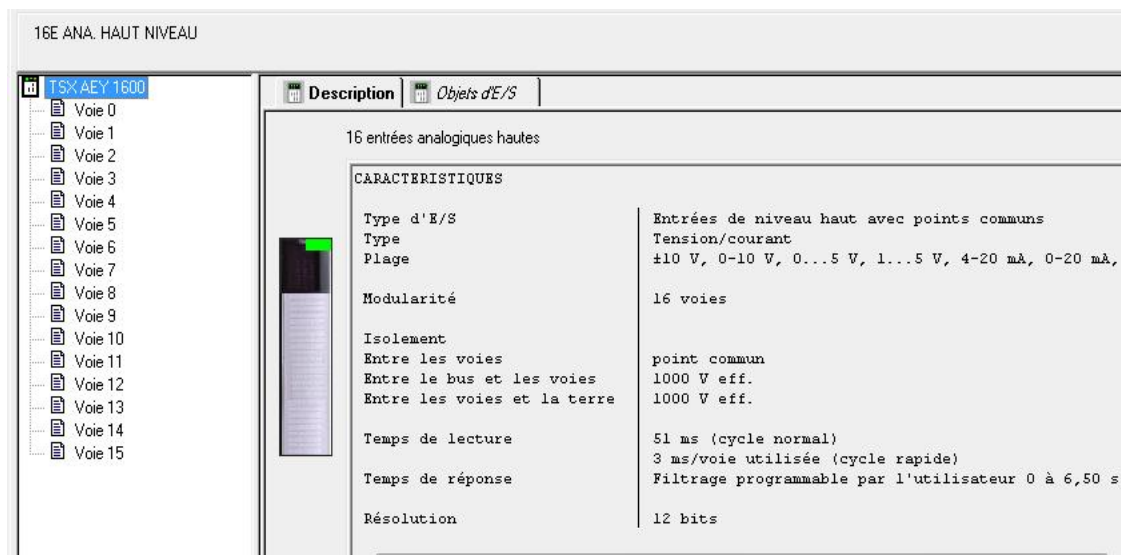 16E ANA. HAUT NIVEAU
TSX AEY 1600
Voie 0
Voie 1
Voie 2
Voie 3
Voie 4
Voie 5
Voie 6
Voie 7
Voie 8
Voie 9
Voie 10
Voie 11
Voie 12
Voie 13
Voie 14
Voie 15
Description Objets d'E/S
16 entrées analogiques hautes
CARACTERISTIQUES
Type d'E/S Entrées de niveau haut avec points communs
Type Tension/courant
Plage ±10 V, 0-10 V, 0...5 V, 1...5 V, 4-20 mA, 0-20 mA,
Modularité 16 voies
Isolement
Entre les voies point commun
Entre le bus et les voies 1000 V eff.
Entre les voies et la terre 1000 V eff.
Temps de lecture 51 ms (cycle normal)
3 ms/voie utilisée (cycle rapide)
Temps de réponse Filtrage programmable par l'utilisateur 0 à 6,50 s
Résolution 12 bits